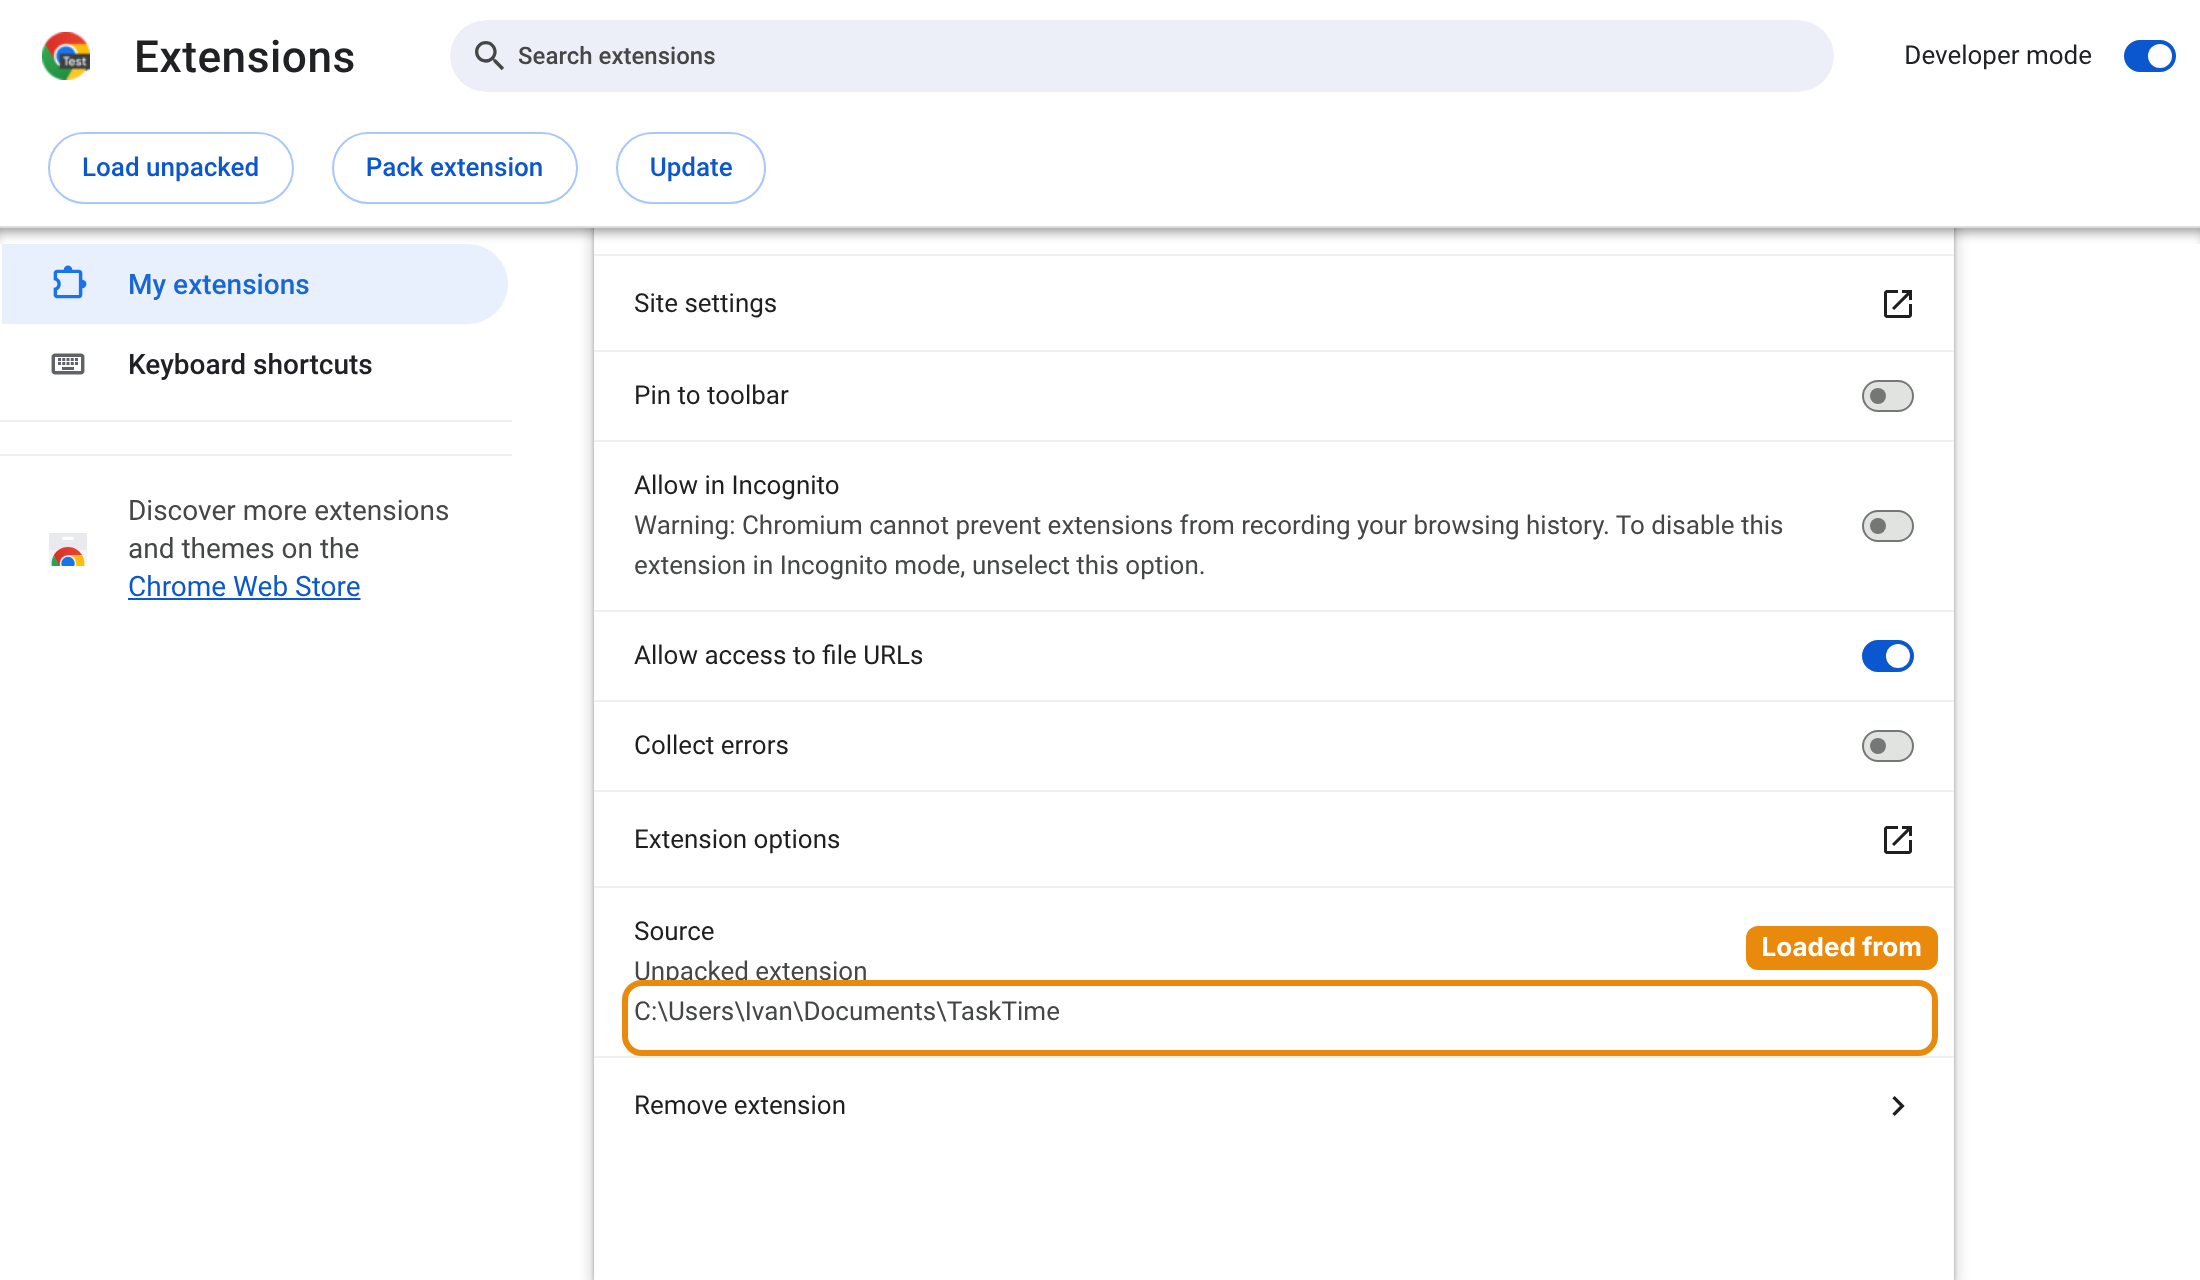 Test
Extensions
Search extensions
Developer mode
Load unpacked
Pack extension
Update
My extensions
Keyboard shortcuts
Discover more extensions
and themes on the
Chrome Web Store
Site settings
Pin to toolbar
Allow in Incognito
Warning: Chromium cannot prevent extensions from recording your browsing history. To disable this
extension in Incognito mode, unselect this option.
Allow access to file URLs
Collect errors
Extension options
Source
Loaded from
Unpacked extension
C:\Users\Ivan\Documents\TaskTime
Remove extension